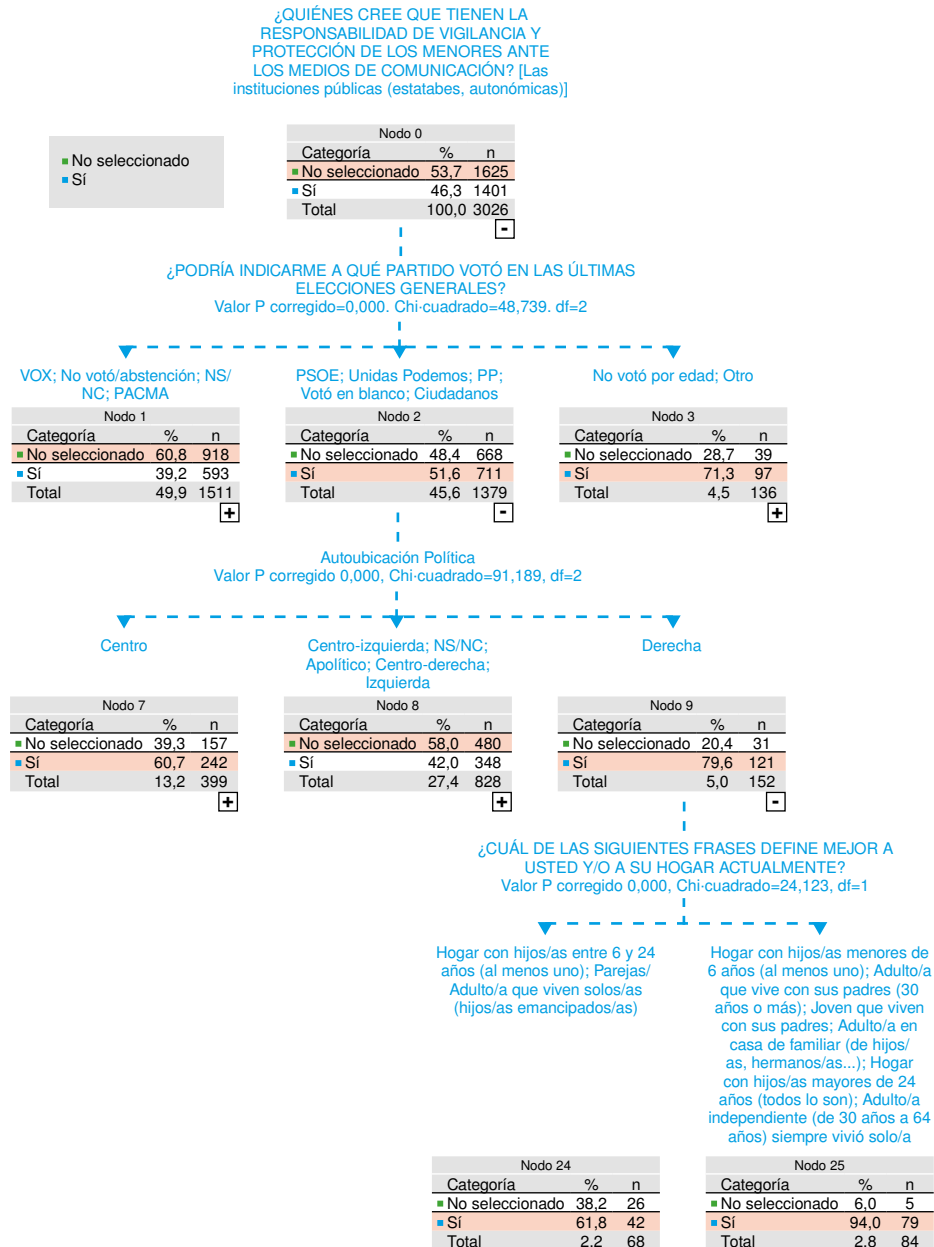 ¿QUIÉNES CREE QUE TIENEN LA
RESPONSABILIDAD DE VIGILANCIA Y
PROTECCIÓN DE LOS MENORES ANTE
LOS MEDIOS DE COMUNICACIÓN? [Las
instituciones públicas (estatabes, autonómicas)]
No seleccionado
Sí
Nodo 0
Categoría % n
No seleccionado 53,7 1625
Sí 46,3 1401
Total 100,0 3026
-
¿PODRÍA INDICARME A QUÉ PARTIDO VOTÓ EN LAS ÚLTIMAS
ELECCIONES GENERALES?
Valor P corregido=0,000. Chi·cuadrado=48,739. df=2
VOX; No votó/abstención; NS/
NC; PACMA
Nodo 1
Categoría % n
No seleccionado 60,8 918
Sí 39,2 593
Total 49,9 1511
+
PSOE; Unidas Podemos; PP;
Votó en blanco; Ciudadanos
Nodo 2
Categoría % n
No seleccionado 48,4 668
Sí 51,6 711
Total 45,6 1379
-
No votó por edad; Otro
Nodo 3
Categoría % n
No seleccionado 28,7 39
Sí 71,3 97
Total 4,5 136
+
Autoubicación Política
Valor P corregido 0,000, Chi·cuadrado=91,189, df=2
Centro
Nodo 7
Categoría % n
No seleccionado 39,3 157
Sí 60,7 242
Total 13,2 399
+
Centro-izquierda; NS/NC;
Apolítico; Centro-derecha;
Izquierda
Nodo 8
Categoría % n
No seleccionado 58,0 480
Sí 42,0 348
Total 27,4 828
+
Derecha
Nodo 9
Categoría % n
No seleccionado 20,4 31
Sí 79,6 121
Total 5,0 152
-
¿CUÁL DE LAS SIGUIENTES FRASES DEFINE MEJOR A
USTED Y/O A SU HOGAR ACTUALMENTE?
Valor P corregido 0,000, Chi·cuadrado=24,123, df=1
Hogar con hijos/as entre 6 y 24
años (al menos uno); Parejas/
Adulto/a que viven solos/as
(hijos/as emancipados/as)
Nodo 24
Categoría % n
No seleccionado 38,2 26
Sí 61,8 42
Total 2,2 68
Hogar con hijos/as menores de
6 años (al menos uno); Adulto/a
que vive con sus padres (30
años o más); Joven que viven
con sus padres; Adulto/a en
casa de familiar (de hijos/
as, hermanos/as...); Hogar
con hijos/as mayores de 24
años (todos lo son); Adulto/a
independiente (de 30 años a 64
años) siempre vivió solo/a
Nodo 25
Categoría % n
No seleccionado 6,0 5
Sí 94,0 79
Total 2,8 84